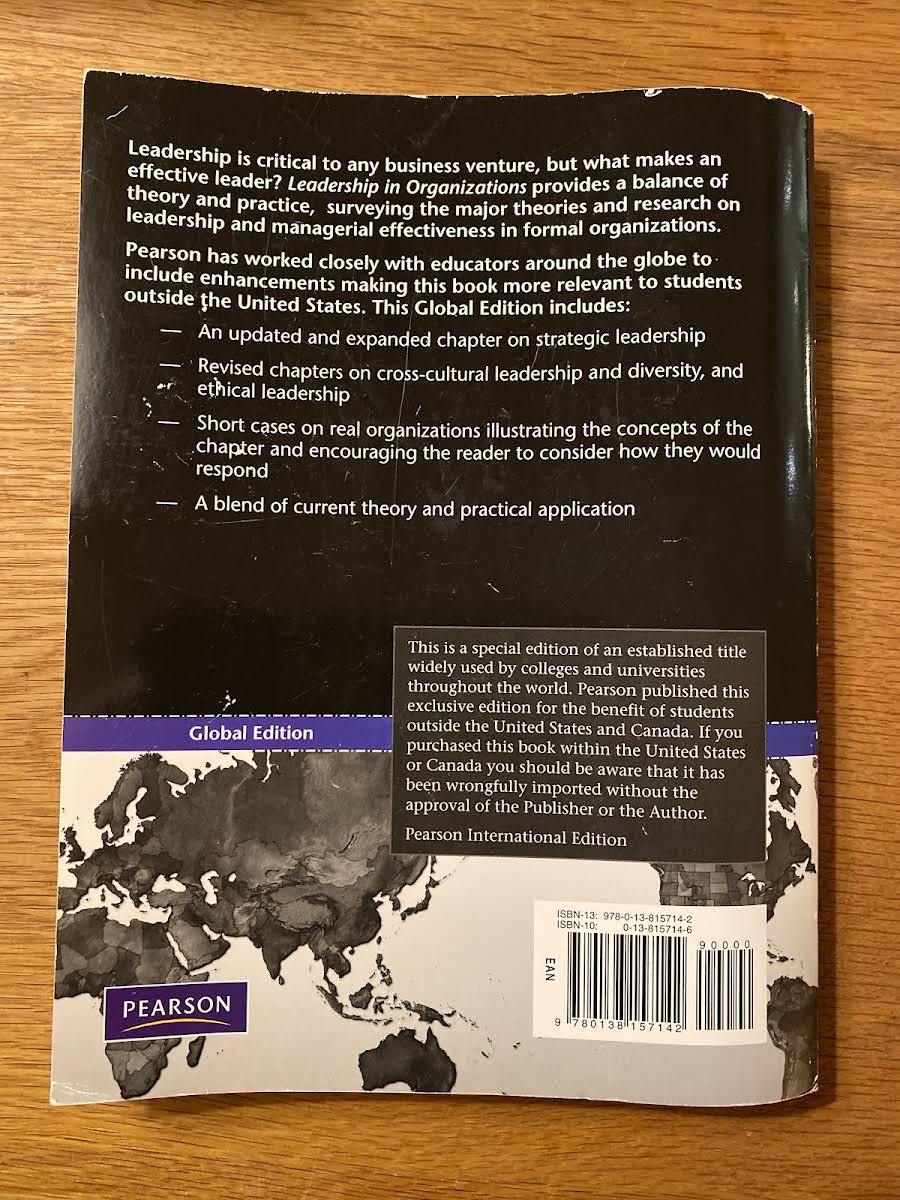 Leadership is critical to any business venture, but what makes an
effective leader? Leadership in Organizations provides a balance of
theory and practice, surveying the major theories and research on
leadership and managerial effectiveness in formal organizations.
Pearson has worked closely with educators around the globe to
include enhancements making this book more relevant to students
outside the United States. This Global Edition includes:
— An updated and expanded chapter on strategic leadership
— Revised chapters on cross-cultural leadership and diversity, and
ethical leadership
— Short cases on real organizations illustrating the concepts of the
chapter and encouraging the reader to consider how they would
respond
— A blend of current theory and practical application
This is a special edition of an established title
widely used by colleges and universities
throughout the world. Pearson published this
exclusive edition for the benefit of students
outside the United States and Canada. If you
purchased this book within the United States
or Canada you should be aware that it has
been wrongfully imported without the
approval of the Publisher or the Author.
Pearson International Edition
Global Edition
ISBN-13: 978-0-13-815714-2
ISBN-10: 0-13-815714-6
90000
EAN
9 780138 157142
PEARSON